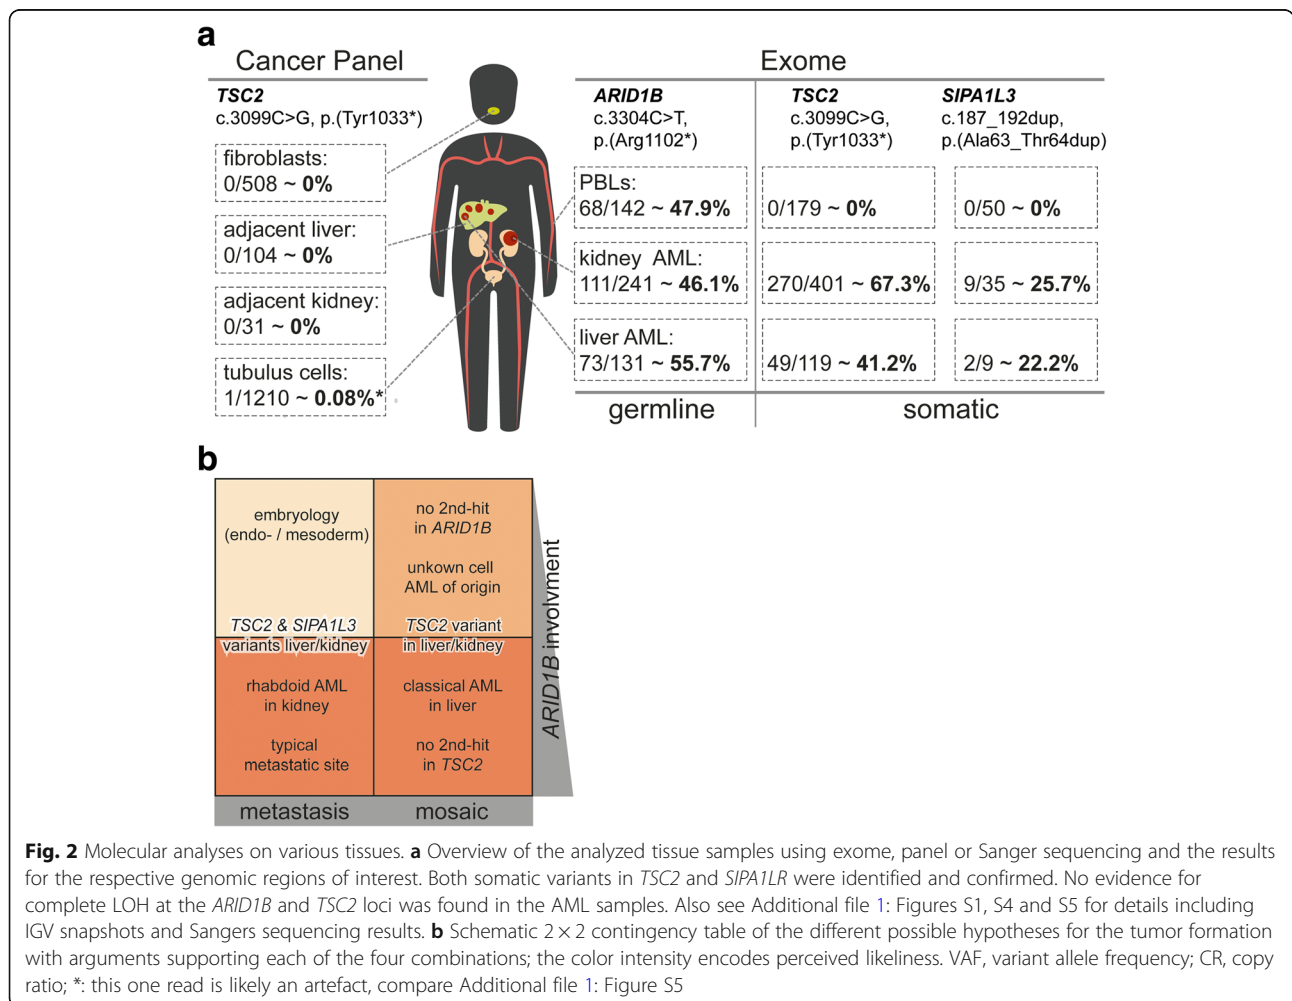 a
Cancer Panel
TSC2
c.3099C>G, p.(Tyr1033*)
fibroblasts:
0/508 ~ 0%
adjacent liver:
0/104 ~ 0%
adjacent kidney:
0/31 ~ 0%
tubulus cells:
1/1210 ~ 0.08%*
Exome
ARID1B
c.3304C>T,
p.(Arg1102*)
TSC2
c.3099C>G,
p.(Tyr1033*)
SIPA1L3
c.187_192dup,
p.(Ala63_Thr64dup)
PBLs:
68/142 ~ 47.9%
0/179 ~ 0%
0/50 ~ 0%
kidney AML:
111/241 ~ 46.1%
270/401 ~ 67.3%
9/35 ~ 25.7%
liver AML:
73/131 ~ 55.7%
49/119 ~ 41.2%
2/9 ~ 22.2%
germline
somatic
b
embryology
(endo- / mesoderm)
no 2nd-hit
in ARID1B
unkown cell
AML of origin
TSC2 & SIPA1L3
variants liver/kidney
TSC2 variant
in liver/kidney
rhabdoid AML
in kidney
typical
metastatic site
classical AML
in liver
no 2nd-hit
in TSC2
metastasis
mosaic
ARID1B involvment
Fig. 2 Molecular analyses on various tissues. a Overview of the analyzed tissue samples using exome, panel or Sanger sequencing and the results
for the respective genomic regions of interest. Both somatic variants in TSC2 and SIPA1LR were identified and confirmed. No evidence for
complete LOH at the ARID1B and TSC2 loci was found in the AML samples. Also see Additional file 1: Figures S1, S4 and S5 for details including
IGV snapshots and Sangers sequencing results. b Schematic 2 × 2 contingency table of the different possible hypotheses for the tumor formation
with arguments supporting each of the four combinations; the color intensity encodes perceived likeliness. VAF, variant allele frequency; CR, copy
ratio; *: this one read is likely an artefact, compare Additional file 1: Figure S5